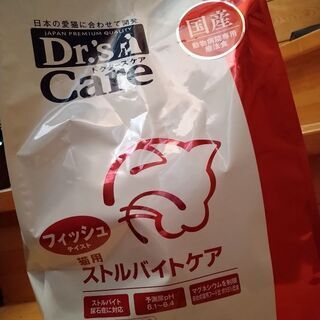 日本の愛猫に合わせて開発
JAPAN PREMIUM QUALITY
Dr's
Care
ドクターズケア
国産
動物病院専用
療法食
フィッシュ
テイスト
猫用
ストルバイトケア
ストルバイト
尿石症に対応
予測尿pH
6.1~6.4
マグネシウムを制限